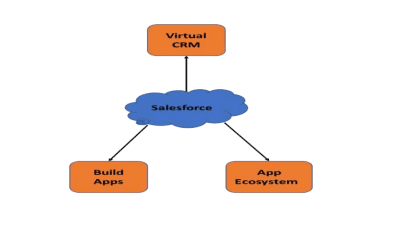 Virtual
CRM
Salesforce
Build
Apps
App
Ecosystem